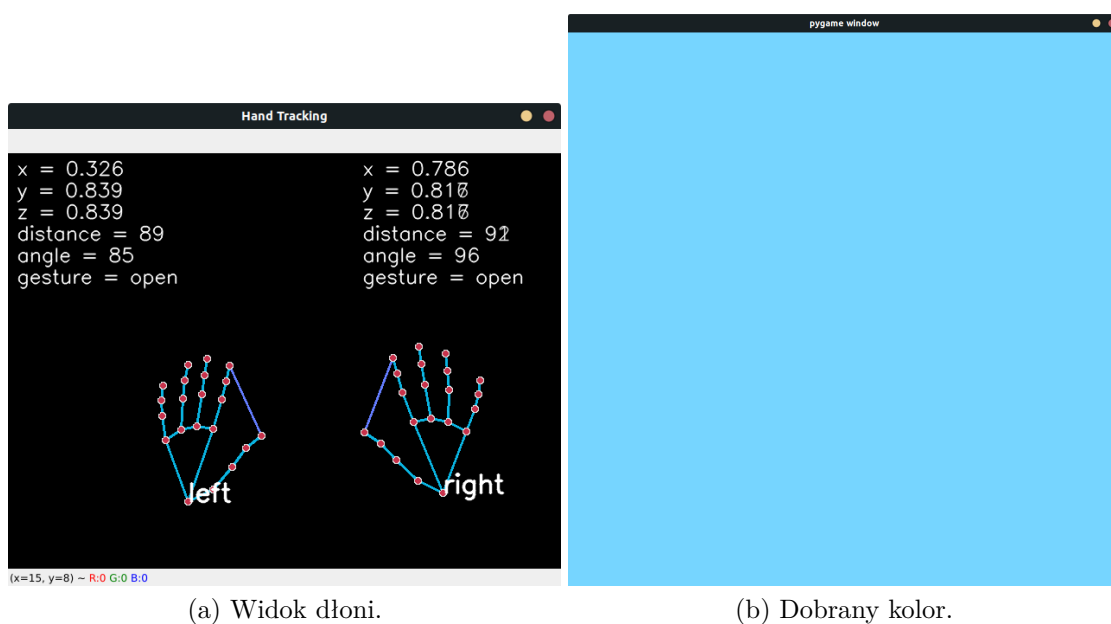 pygame window
Hand Tracking
x = 0.326
y = 0.839
z = 0.839
distance = 89
angle = 85
gesture = open
x = 0.786
y =
z =
distance =
angle = 96
gesture = open
left
right
(x=15, y=8) ~ R:0 G:0 B:0
(a) Widok dłoni.
(b) Dobrany kolor.